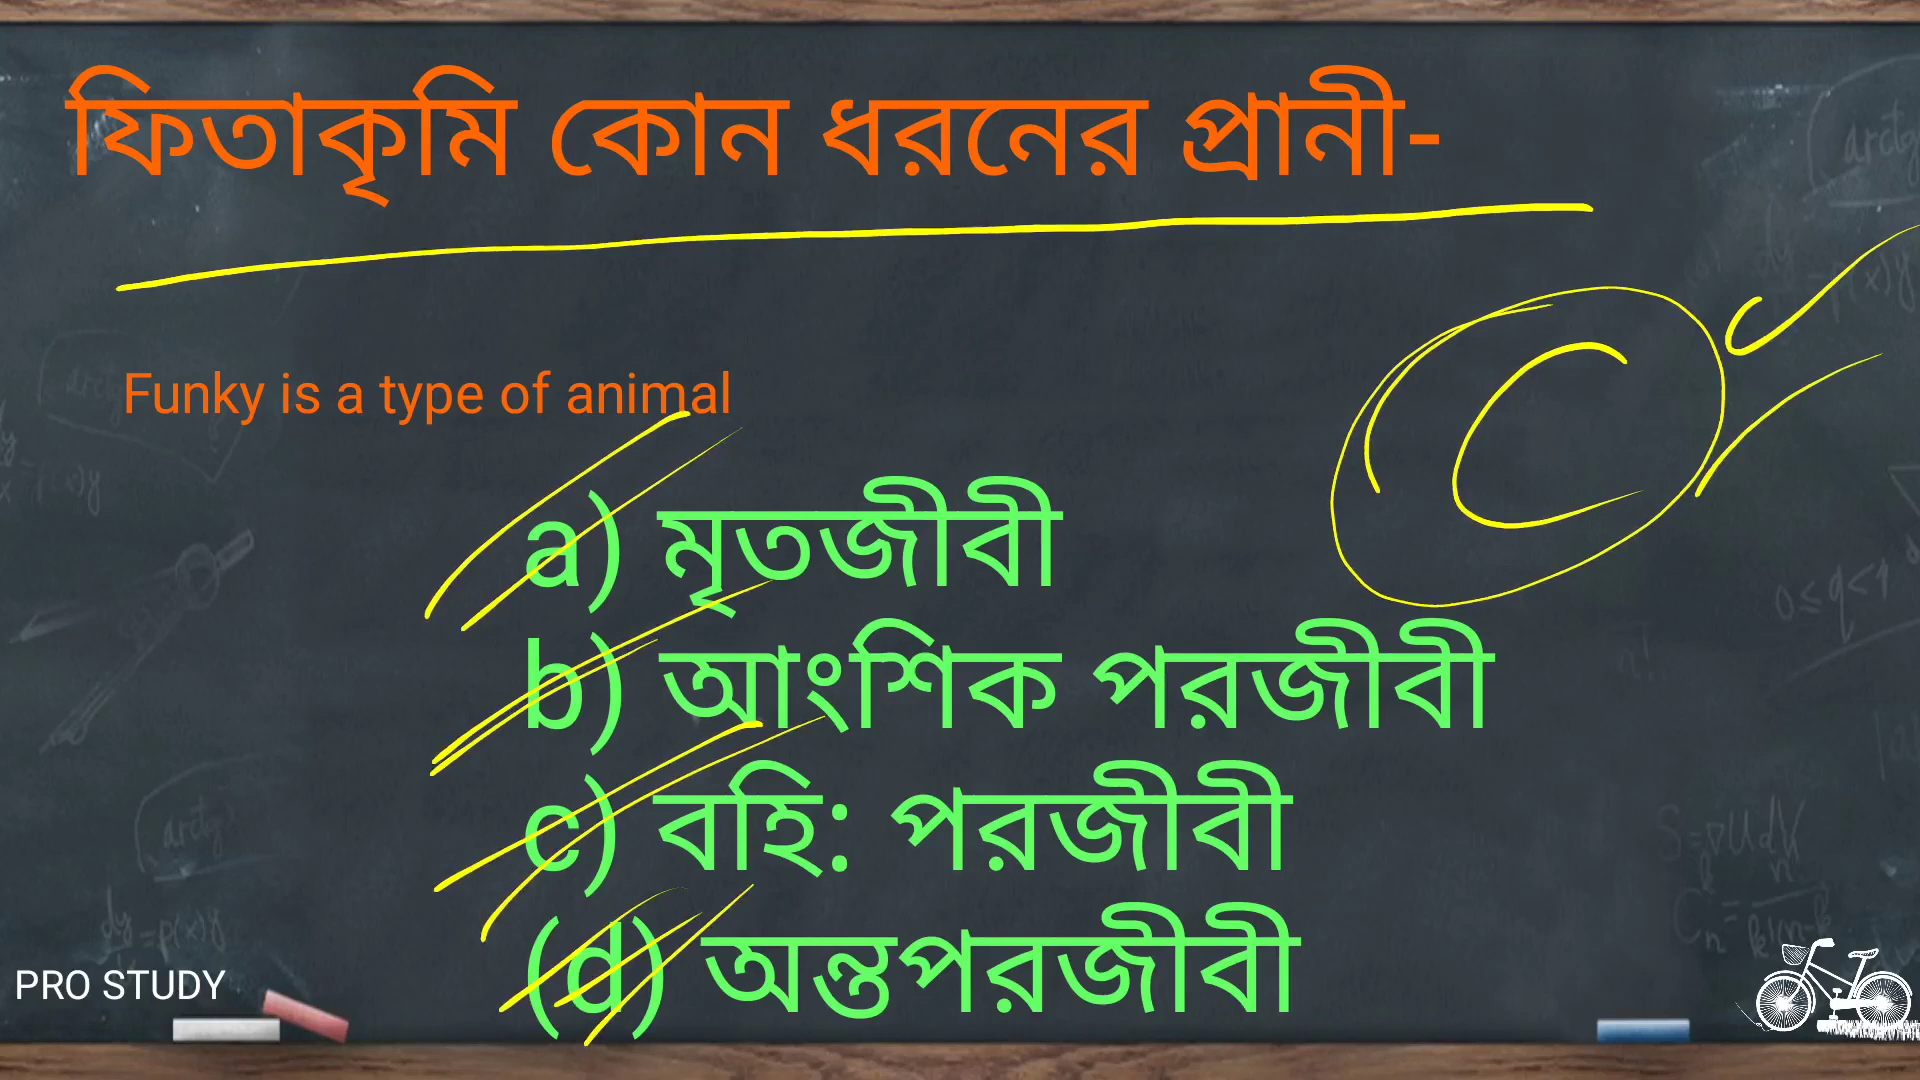 ফিতাকৃমি কোন ধরনের প্রানী-
Funky is a type of animal
C
a) মৃতজীবী
b) আংশিক পরজীবী
c) বহি: পরজীবী
(d) অন্তপরজীবী
PRO STUDY